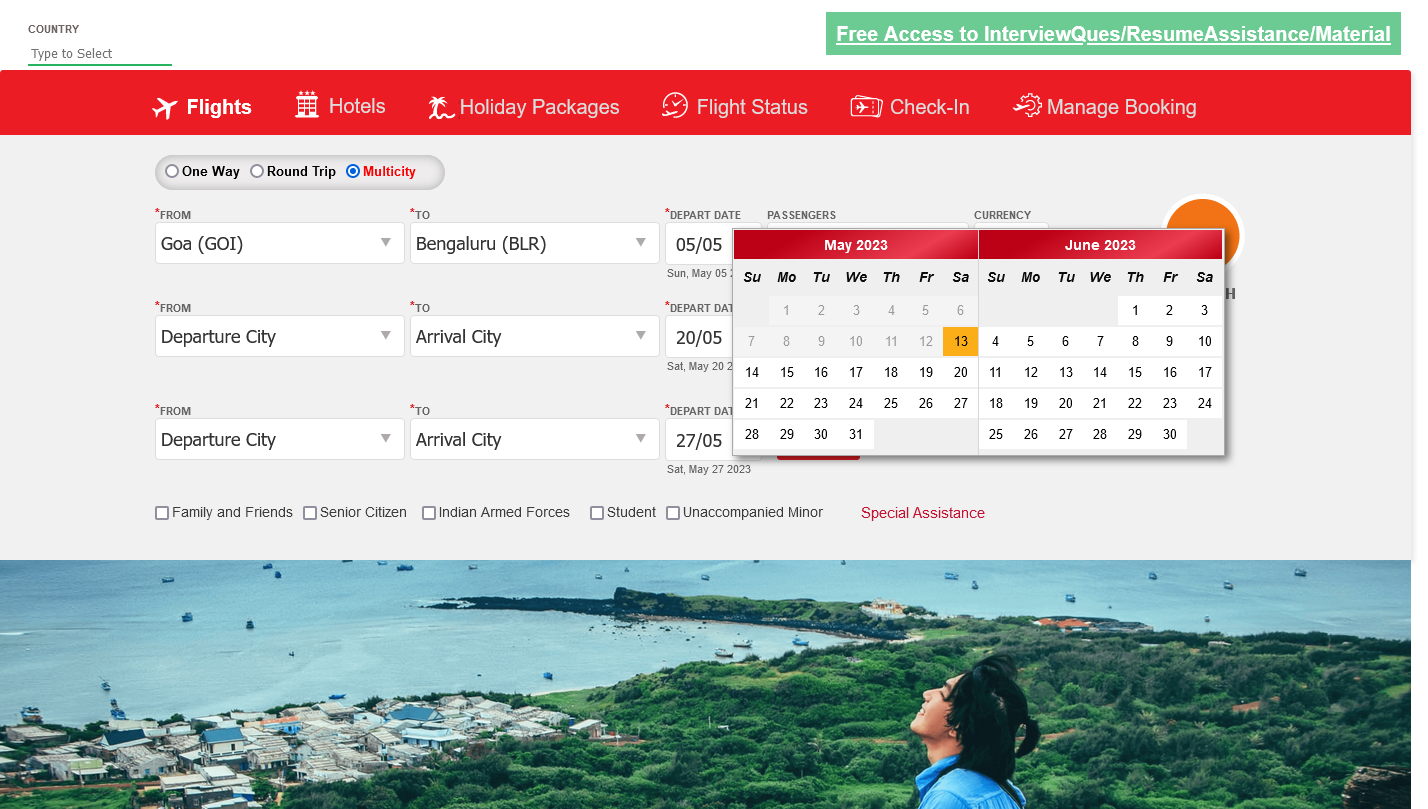 COUNTRY
Type to Select
Free Access to InterviewQues/ResumeAssistance/Material
Flights Hotels Holiday Packages Flight Status Check-In Manage Booking
One Way Round Trip Multicity
*FROM *TO *DEPART DATE PASSENGERS CURRENCY
Goa (GOI) Bengaluru (BLR) 05/05
Sun, May 05
*FROM *TO
Departure City Arrival City 20/05
Sat, May 20
*FROM *TO
Departure City Arrival City 27/05
Sat, May 27 2023
May 2023 June 2023
Su Mo Tu We Th Fr Sa Su Mo Tu We Th Fr Sa
1 2 3 4 5 6 1 2 3
7 8 9 10 11 12 13 4 5 6 7 8 9 10
14 15 16 17 18 19 20 11 12 13 14 15 16 17
21 22 23 24 25 26 27 18 19 20 21 22 23 24
28 29 30 31 25 26 27 28 29 30
Family and Friends Senior Citizen Indian Armed Forces Student Unaccompanied Minor Special Assistance